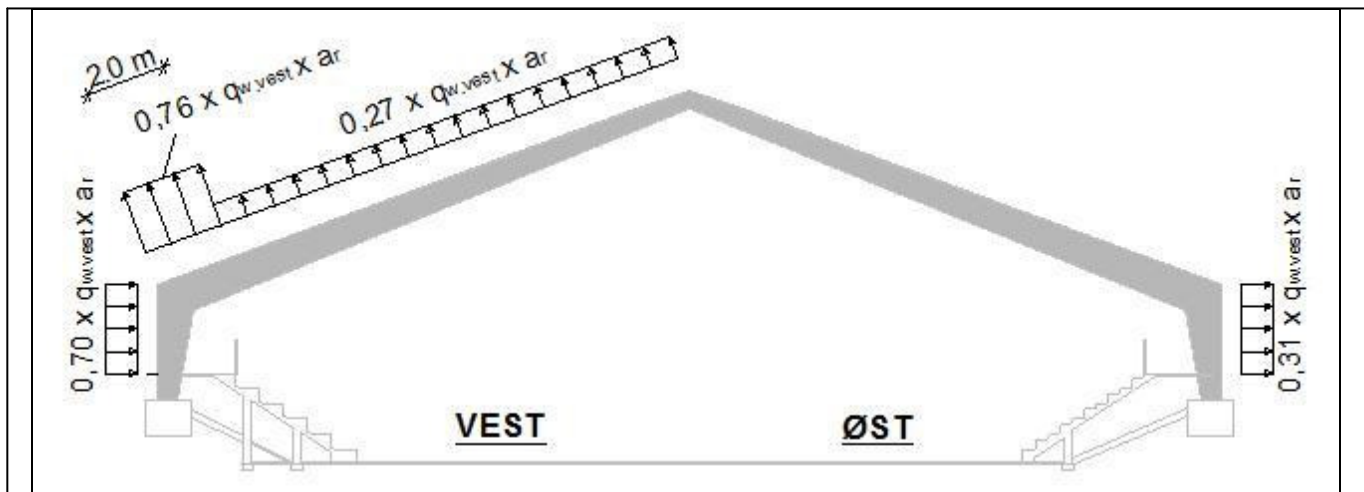 2.0 m
0,76 x qw,vest x ar
0,27 x qw,vest x ar
0,70 x qw,vest x ar
0,31 x qw,vest x ar
VEST
ØST